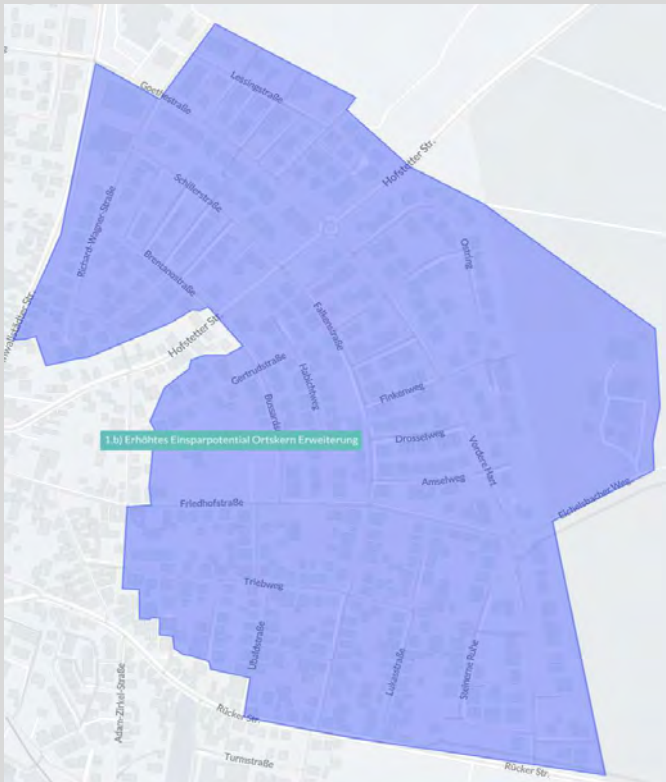 Lessingstraße
Goethestraße
Hofstetter Str.
Schillerstraße
Richard-Wagner-Straße
Ostring
Brentanostraße
Falkenstraße
Hofstetter Str.
Gertrudstraße
Habichtweg
Finkenweg
1.b) Erhöhtes Einsparpotential Ortskern Erweiterung
Drosselweg
Vordere Hart
Amselweg
Friedhofstraße
Eichelsbacher Weg
Triebweg
Ubaldstraße
Lukasstraße
Steinerne Ruhe
Adam-Zirkel-Straße
Rücker Str.
Turmstraße
Rücker Str.